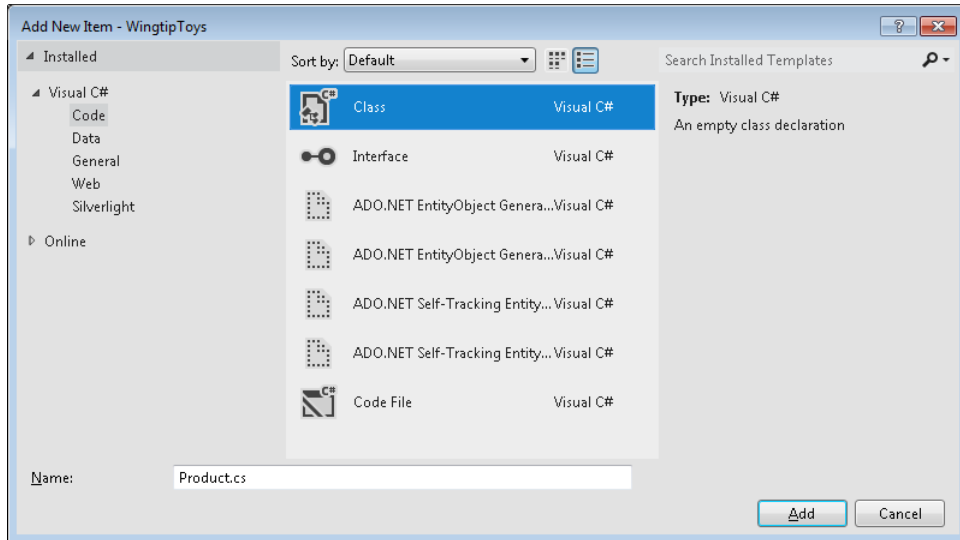 Add New Item - WingtipToys
Installed
Sort by: Default
Search Installed Templates
Visual C#
Code
Data
General
Web
Silverlight
Online
Class Visual C#
Interface Visual C#
ADO.NET EntityObject Genera...Visual C#
ADO.NET EntityObject Genera...Visual C#
ADO.NET Self-Tracking Entity... Visual C#
ADO.NET Self-Tracking Entity... Visual C#
Code File Visual C#
Type: Visual C#
An empty class declaration
Name: Product.cs
Add Cancel